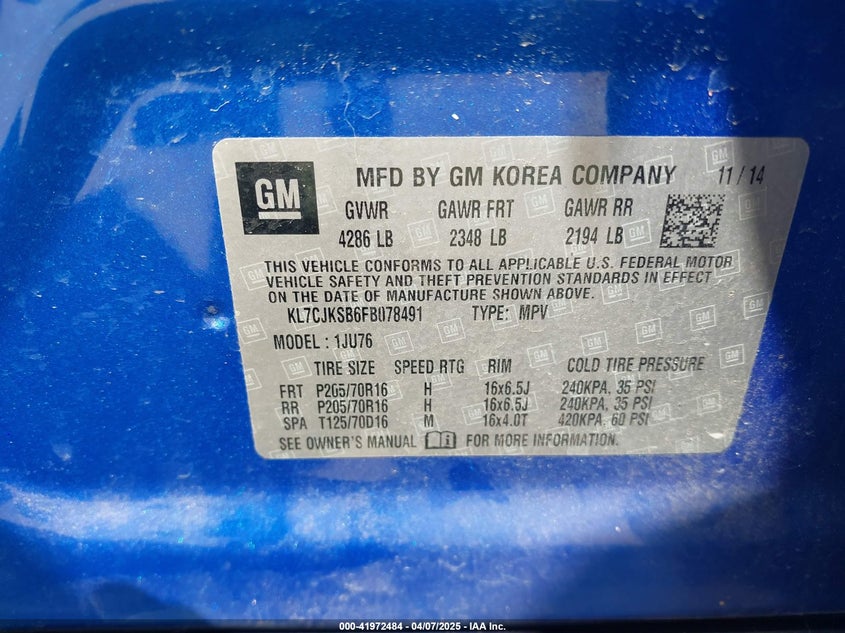 GM
MFD BY GM KOREA COMPANY 11/14
GVWR GAWR FRT GAWR RR
4286 LB 2348 LB 2194 LB
THIS VEHICLE CONFORMS TO ALL APPLICABLE U.S. FEDERAL MOTOR
VEHICLE SAFETY AND THEFT PREVENTION STANDARDS IN EFFECT
ON THE DATE OF MANUFACTURE SHOWN ABOVE.
KL7CJKSB6FB078491 TYPE: MPV
MODEL : 1JU76
TIRE SIZE SPEED RTG RIM COLD TIRE PRESSURE
FRT P205/70R16 H 16x6.5J 240KPA, 35 PSI
RR P205/70R16 H 16x6.5J 240KPA, 35 PSI
SPA T125/70D16 M 16x4.0T 420KPA, 60 PSI
SEE OWNER'S MANUAL FOR MORE INFORMATION.
000-41972484 - 04/07/2025 - IAA Inc.